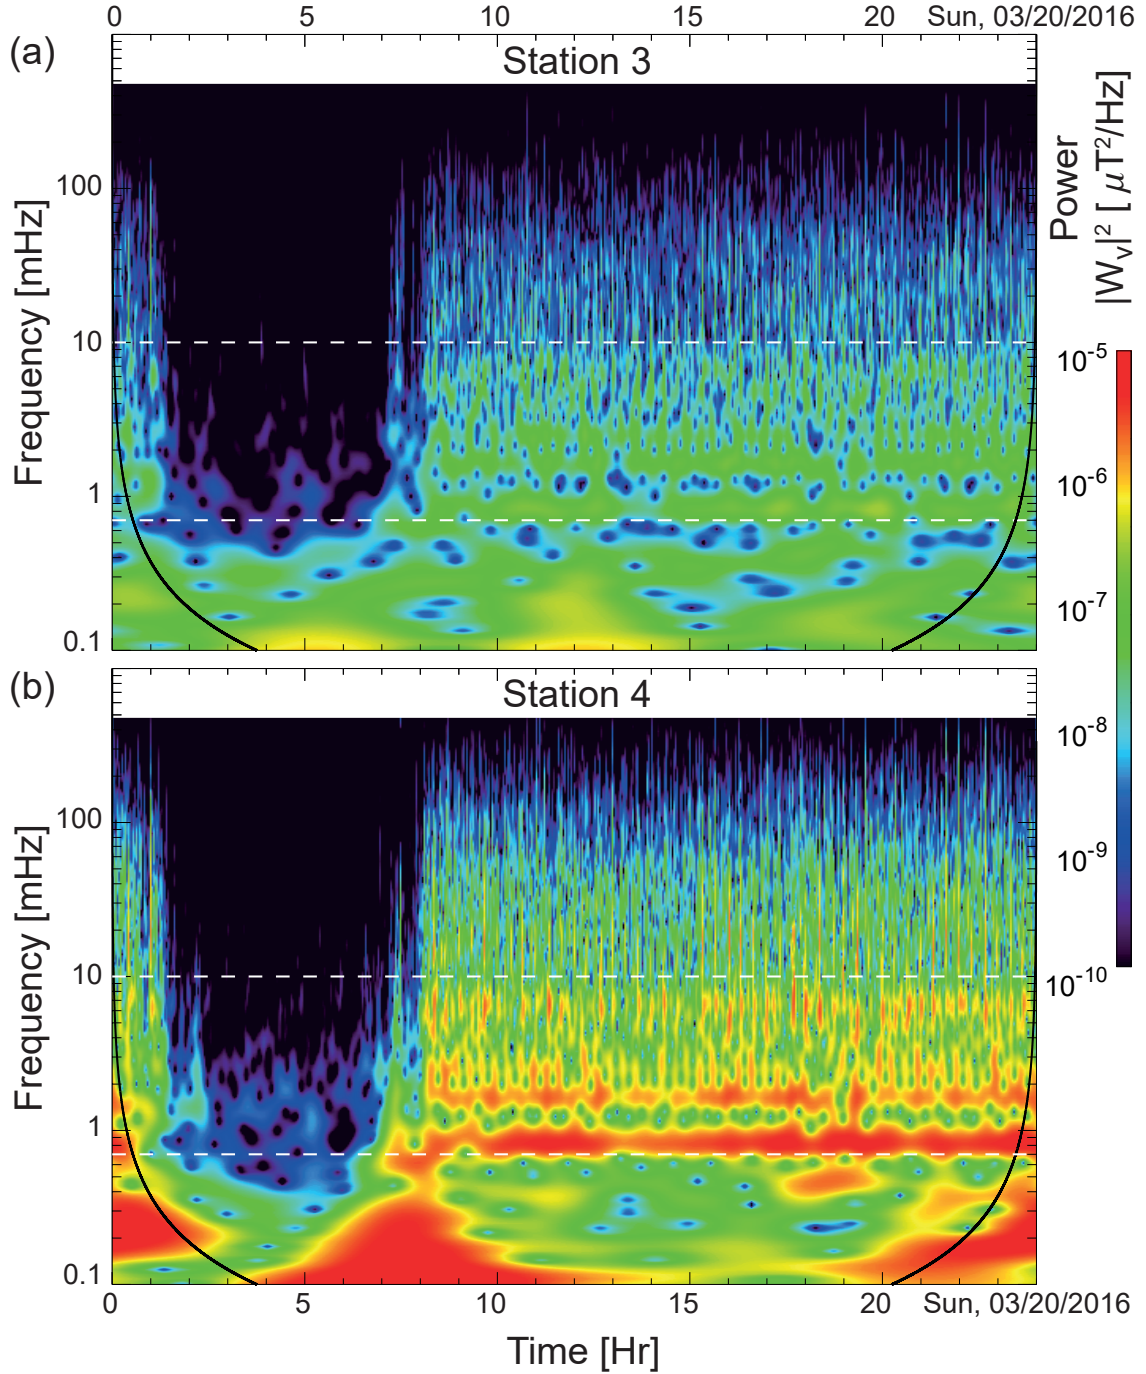 0 5 10 15 20 Sun, 03/20/2016
(a)
Station 3
100
10
1
0.1
Frequency [mHz]
Power
|Wᵥ|² [ μT²/Hz]
10⁻⁵
10⁻⁶
10⁻⁷
10⁻⁸
10⁻⁹
10⁻¹⁰
(b)
Station 4
100
10
1
0.1
Frequency [mHz]
0 5 10 15 20 Sun, 03/20/2016
Time [Hr]